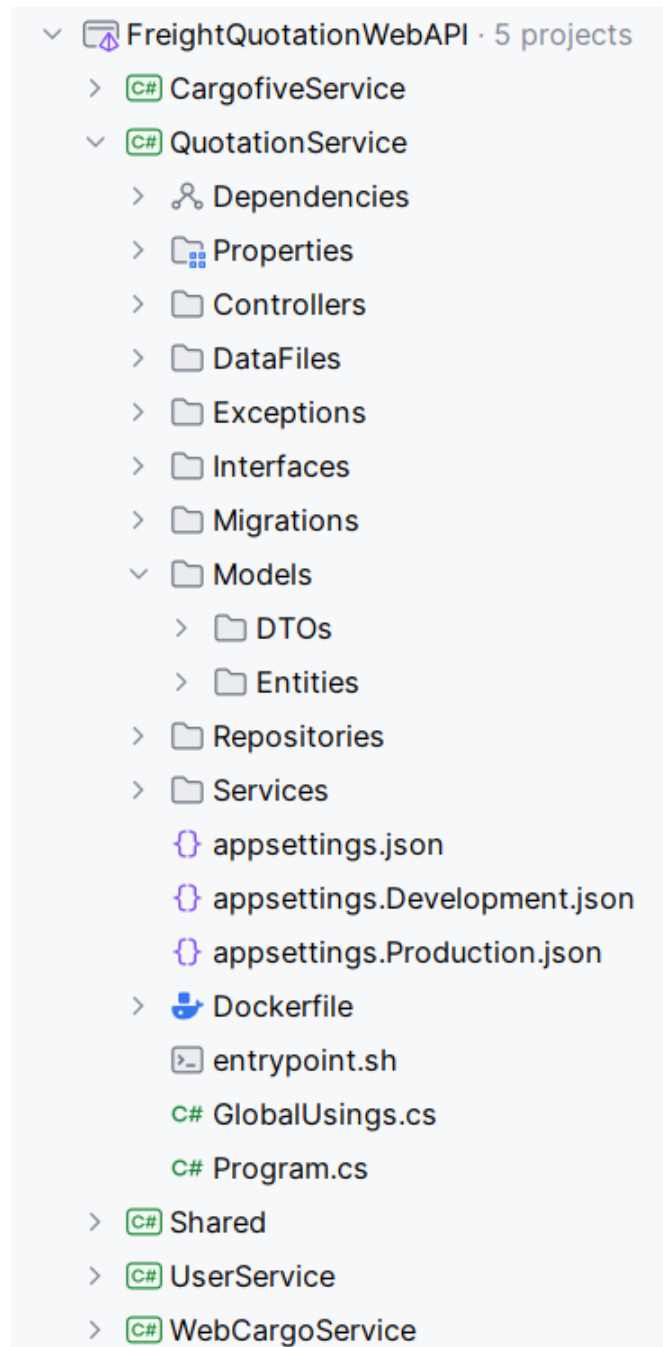 FreightQuotationWebAPI · 5 projects
C# CargofiveService
C# QuotationService
Dependencies
Properties
Controllers
DataFiles
Exceptions
Interfaces
Migrations
Models
DTOs
Entities
Repositories
Services
{} appsettings.json
{} appsettings.Development.json
{} appsettings.Production.json
Dockerfile
entrypoint.sh
C# GlobalUsings.cs
C# Program.cs
C# Shared
C# UserService
C# WebCargoService